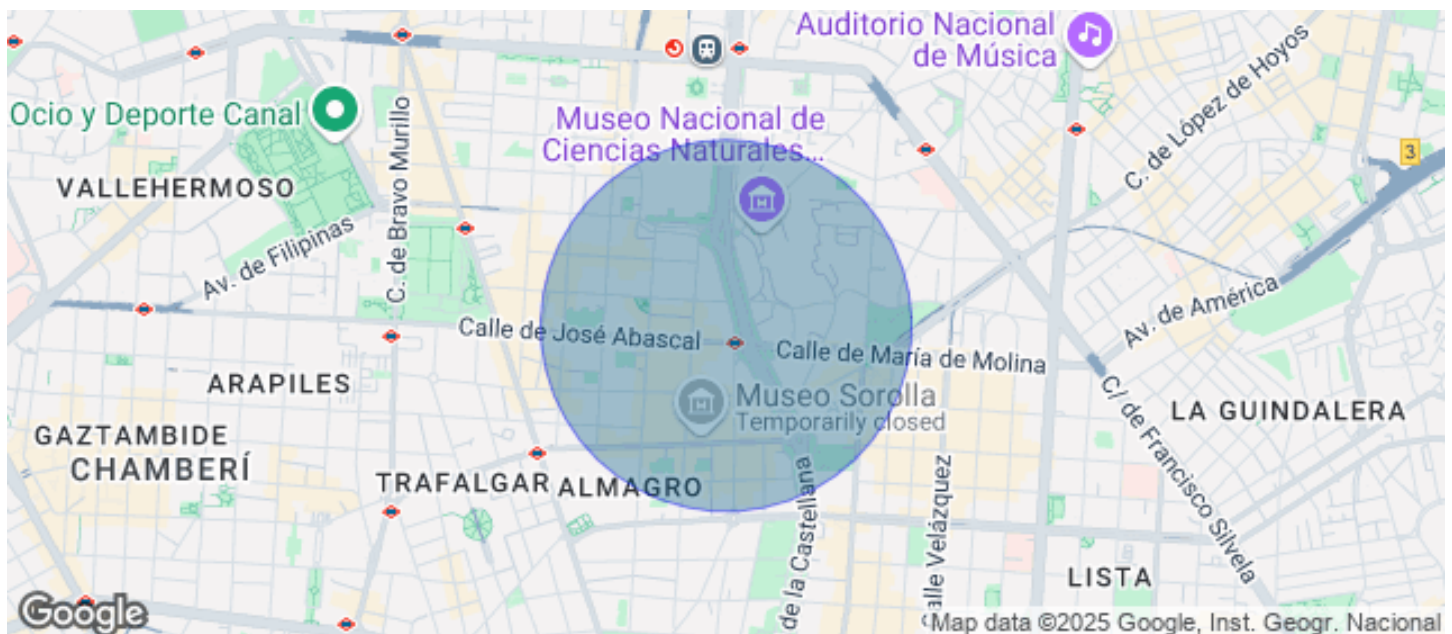 Auditorio Nacional
de Música
C. de López de Hoyos
Ocio y Deporte Canal
Museo Nacional de
Ciencias Naturales...
3
VALLEHERMOSO
C. de Bravo Murillo
Av. de Filipinas
Av. de América
Calle de José Abascal
Calle de María de Molina
ARAPILES
Museo Sorolla
Temporarily closed
C/ de Francisco Silvela
LA GUINDALERA
GAZTAMBIDE
CHAMBERÍ
TRAFALGAR
ALMAGRO
de la Castellana
alle Velázquez
LISTA
Google
Map data ©2025 Google, Inst. Geogr. Nacional